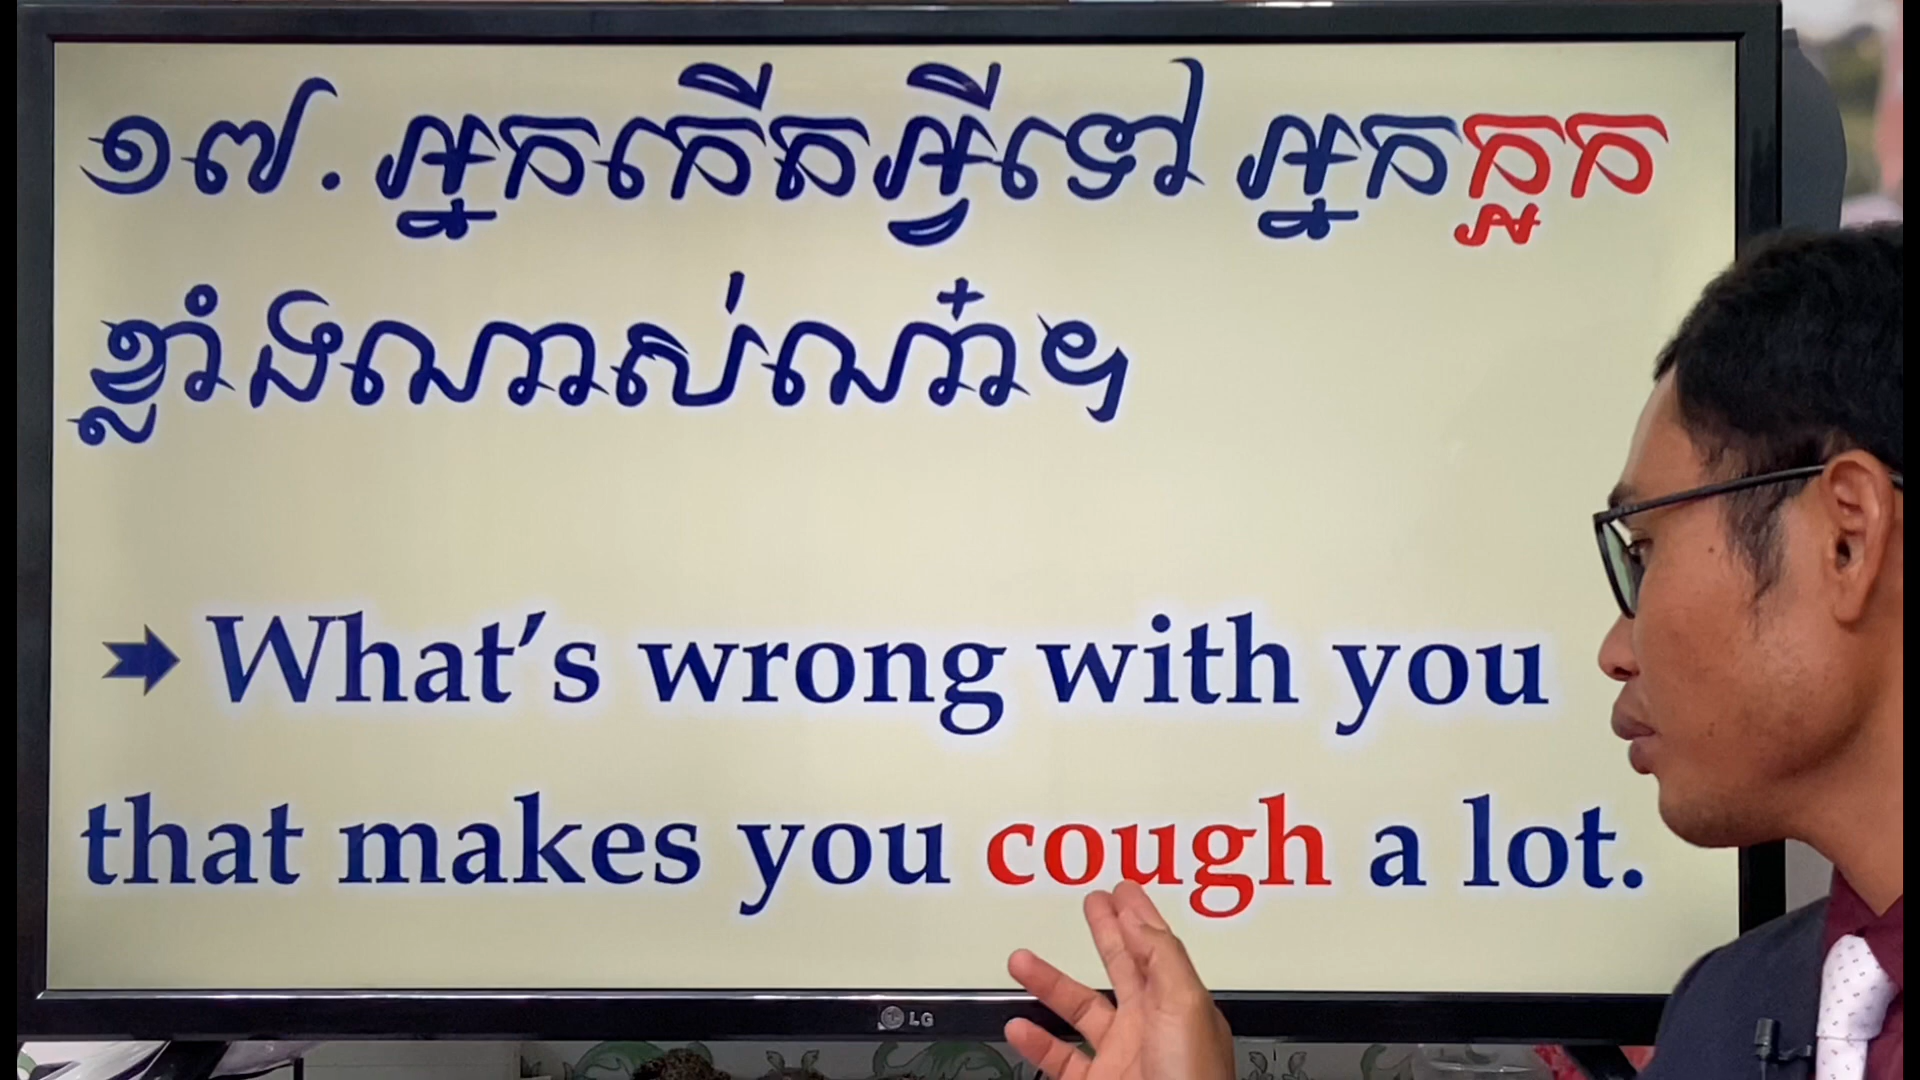 ១៧. អ្នកកើតអ្វីទៅ អ្នកក្អក
ខ្លាំងណាស់ណ៎ាៗ
➡ What’s wrong with you
that makes you cough a lot.
LG